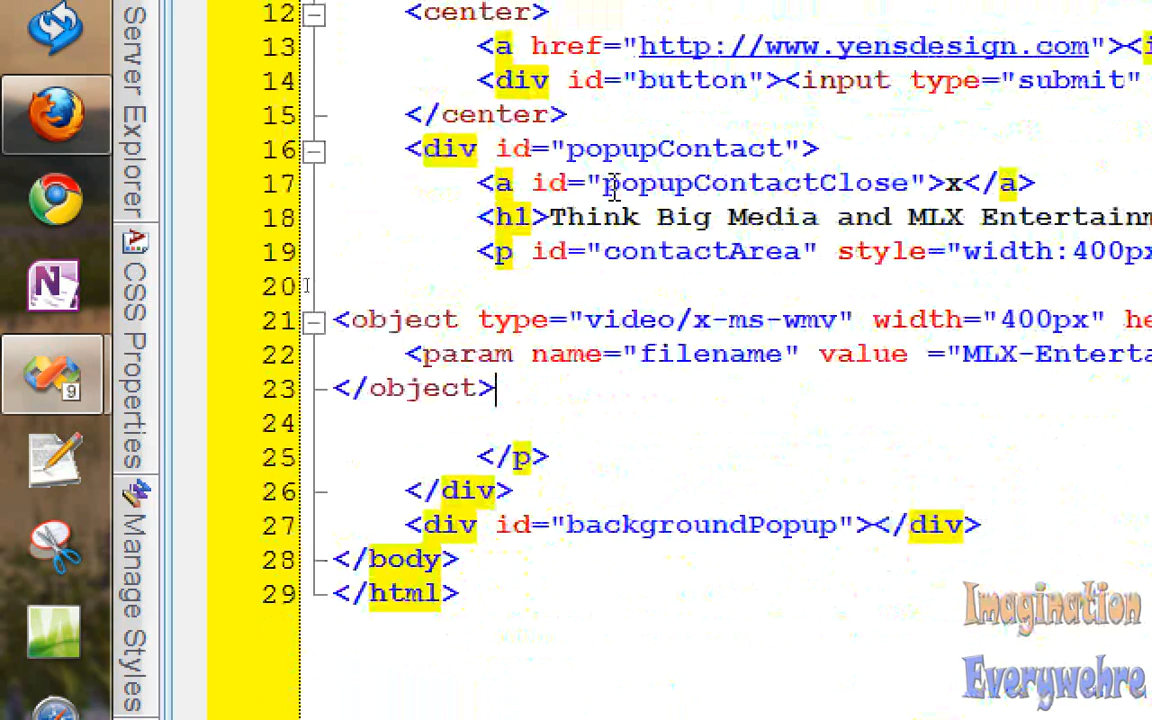 Server Explorer
CSS Properties
Manage Styles
9
12 <center>
13 <a href="http://www.yensdesign.com"><i
14 <div id="button"><input type="submit"
15 </center>
16 <div id="popupContact">
17 <a id="popupContactClose">x</a>
18 <h1>Think Big Media and MLX Entertainm
19 <p id="contactArea" style="width:400px
20
21 <object type="video/x-ms-wmv" width="400px" he
22 <param name="filename" value ="MLX-Enterta
23 </object>
24
25 </p>
26 </div>
27 <div id="backgroundPopup"></div>
28 </body>
29 </html>
Imagination
Everywehre